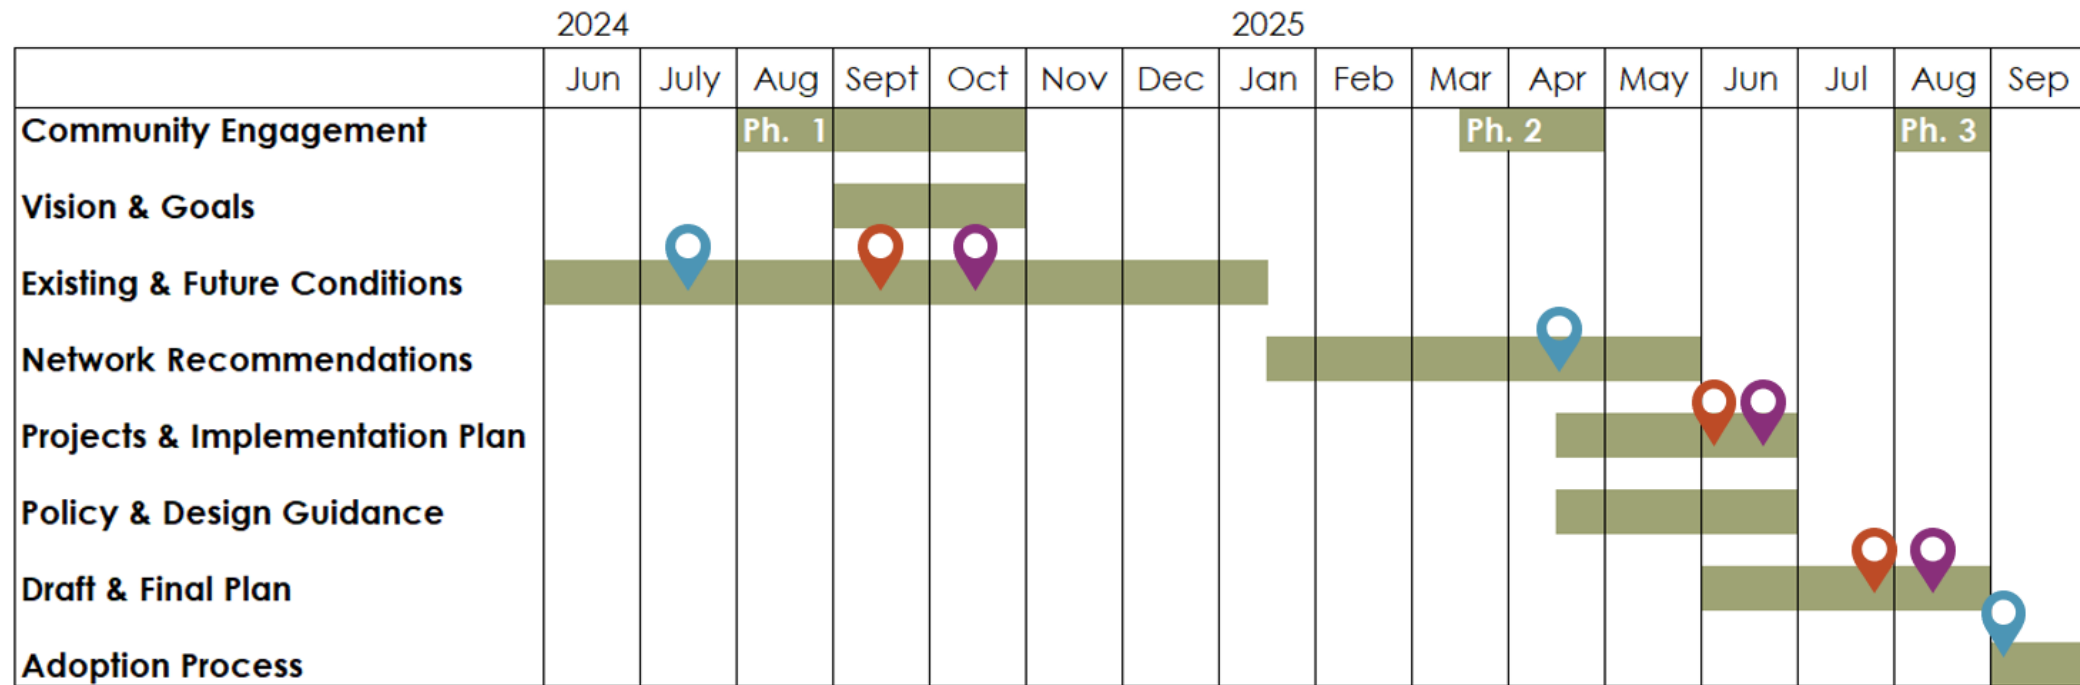 2024 2025
Jun July Aug Sept Oct Nov Dec Jan Feb Mar Apr May Jun Jul Aug Sep
Community Engagement Ph. 1 Ph. 2 Ph. 3
Vision & Goals
Existing & Future Conditions
Network Recommendations
Projects & Implementation Plan
Policy & Design Guidance
Draft & Final Plan
Adoption Process